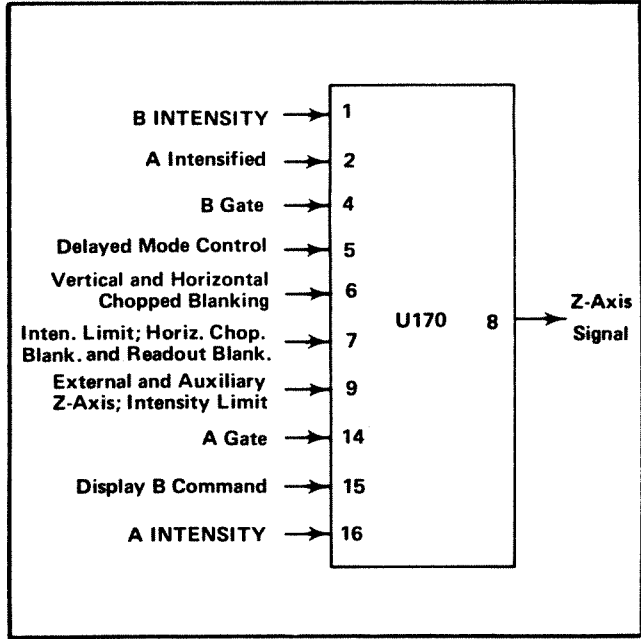 B INTENSITY 1
A Intensified 2
B Gate 4
Delayed Mode Control 5
Vertical and Horizontal
Chopped Blanking 6
Inten. Limit; Horiz. Chop.
Blank. and Readout Blank. 7
External and Auxiliary
Z-Axis; Intensity Limit 9
A Gate 14
Display B Command 15
A INTENSITY 16
U170 8
Z-Axis
Signal